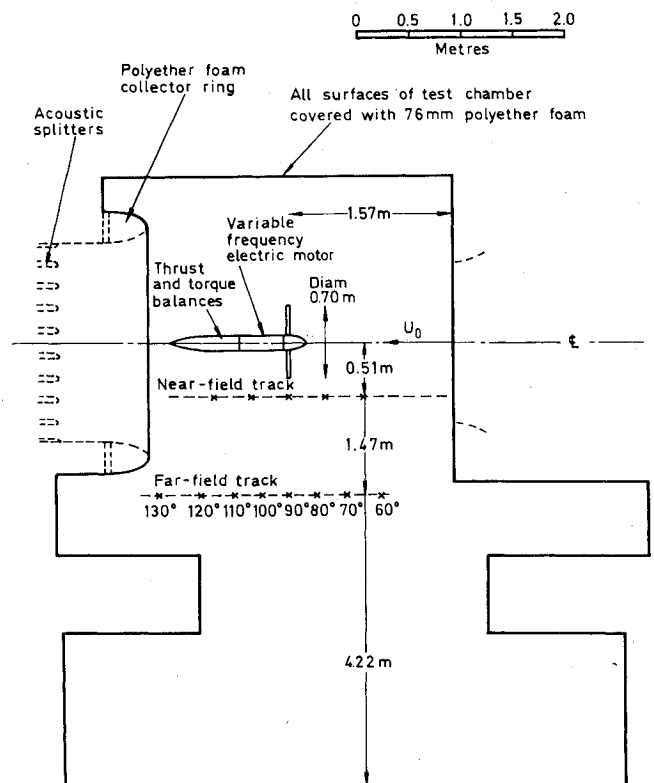 0 0.5 1.0 1.5 2.0
Metres
Polyether foam
collector ring
All surfaces of test chamber
covered with 76mm polyether foam
Acoustic
splitters
1.57m
Variable
frequency
electric motor
Thrust
and torque
balances
Diam
0.70m
U0
℄
0.51m
Near-field track
1.47m
Far-field track
130° 120° 110° 100° 90° 80° 70° 60°
4.22m